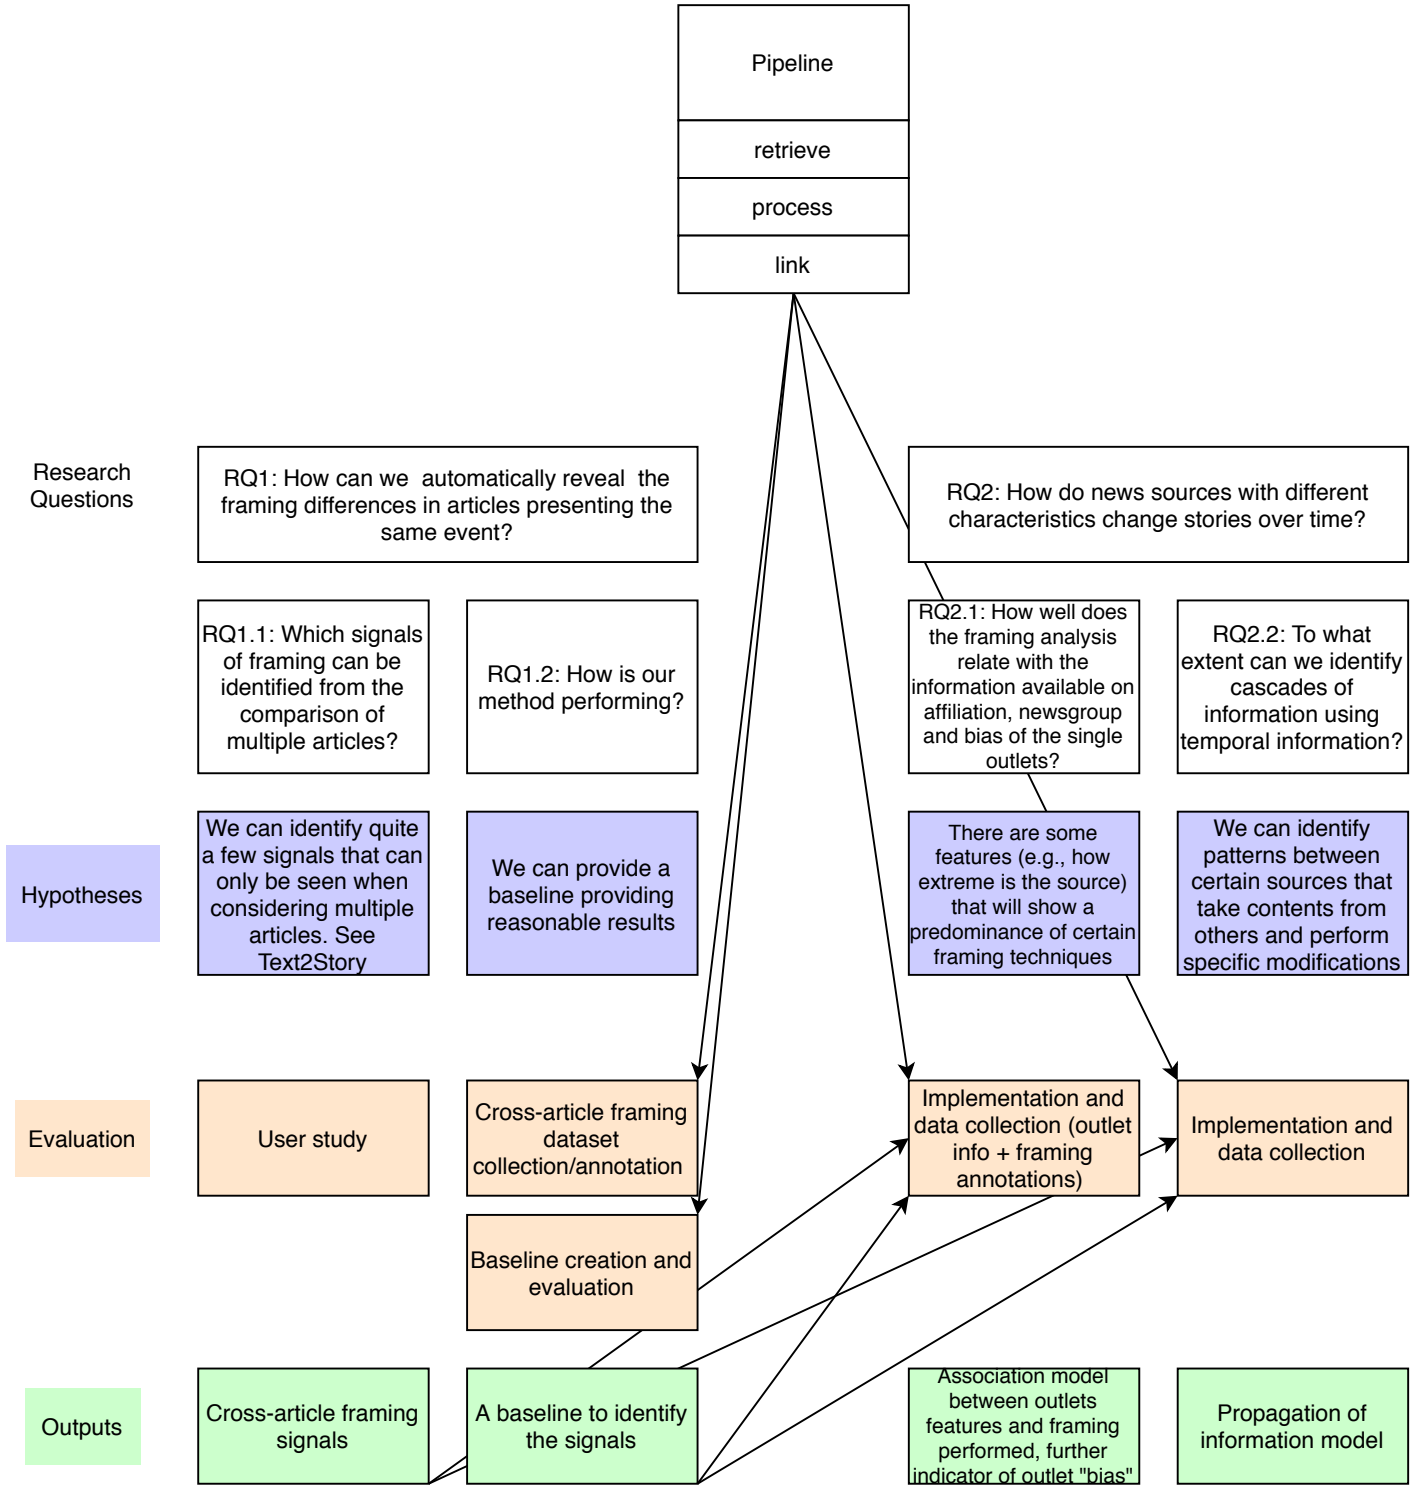 Pipeline
retrieve
process
link
Research
Questions
RQ1: How can we automatically reveal the
framing differences in articles presenting the
same event?
RQ2: How do news sources with different
characteristics change stories over time?
RQ1.1: Which signals
of framing can be
identified from the
comparison of
multiple articles?
RQ1.2: How is our
method performing?
RQ2.1: How well does
the framing analysis
relate with the
information available on
affiliation, newsgroup
and bias of the single
outlets?
RQ2.2: To what
extent can we identify
cascades of
information using
temporal information?
Hypotheses
We can identify quite
a few signals that can
only be seen when
considering multiple
articles. See
Text2Story
We can provide a
baseline providing
reasonable results
There are some
features (e.g., how
extreme is the source)
that will show a
predominance of certain
framing techniques
We can identify
patterns between
certain sources that
take contents from
others and perform
specific modifications
Evaluation
User study
Cross-article framing
dataset
collection/annotation
Implementation and
data collection (outlet
info + framing
annotations)
Implementation and
data collection
Baseline creation and
evaluation
Outputs
Cross-article framing
signals
A baseline to identify
the signals
Association model
between outlets
features and framing
performed, further
indicator of outlet "bias"
Propagation of
information model